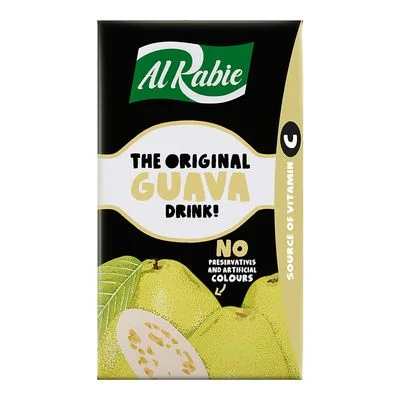 Al Rabie
THE ORIGINAL
GUAVA
DRINK!
NO
PRESERVATIVES
AND ARTIFICIAL
COLOURS
SOURCE OF VITAMIN C